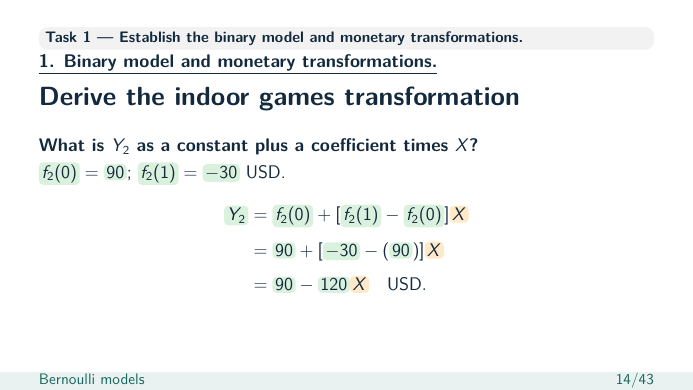 Task 1 — Establish the binary model and monetary transformations.
1. Binary model and monetary transformations.
Derive the indoor games transformation
What is Y₂ as a constant plus a coefficient times X?
f₂(0) = 90; f₂(1) = −30 USD.
Y₂ = f₂(0) + [f₂(1) − f₂(0)]X
= 90 + [−30 − (90)]X
= 90 − 120X USD.
Bernoulli models 14/43